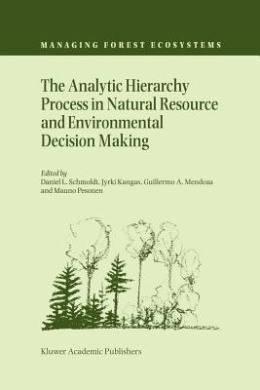 MANAGING FOREST ECOSYSTEMS
The Analytic Hierarchy
Process in Natural Resource
and Environmental
Decision Making
Edited by
Daniel L. Schmoldt, Jyrki Kangas, Guillermo A. Mendoza
and Mauno Pesonen
Kluwer Academic Publishers